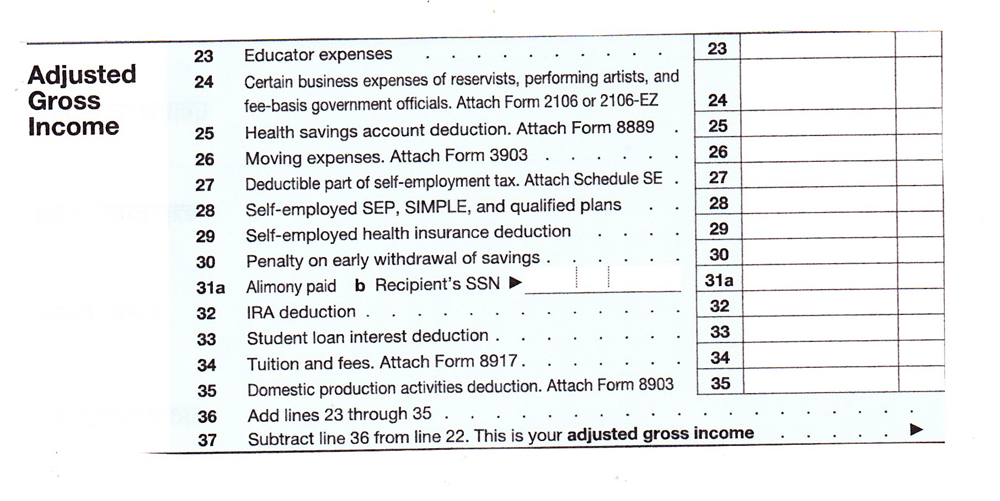 Adjusted
Gross
Income
23 Educator expenses . . . . . . . . . . 23
24 Certain business expenses of reservists, performing artists, and
fee-basis government officials. Attach Form 2106 or 2106-EZ 24
25 Health savings account deduction. Attach Form 8889 . 25
26 Moving expenses. Attach Form 3903 . . . . . . 26
27 Deductible part of self-employment tax. Attach Schedule SE . 27
28 Self-employed SEP, SIMPLE, and qualified plans . . 28
29 Self-employed health insurance deduction . . . . 29
30 Penalty on early withdrawal of savings . . . . . . 30
31a Alimony paid b Recipient's SSN ▶ 31a
32 IRA deduction . . . . . . . . . . . . . 32
33 Student loan interest deduction . . . . . . . . 33
34 Tuition and fees. Attach Form 8917 . . . . . . . 34
35 Domestic production activities deduction. Attach Form 8903 35
36 Add lines 23 through 35 . . . . . . . . . . . . . . . . . . .
37 Subtract line 36 from line 22. This is your adjusted gross income . . . . . ▶